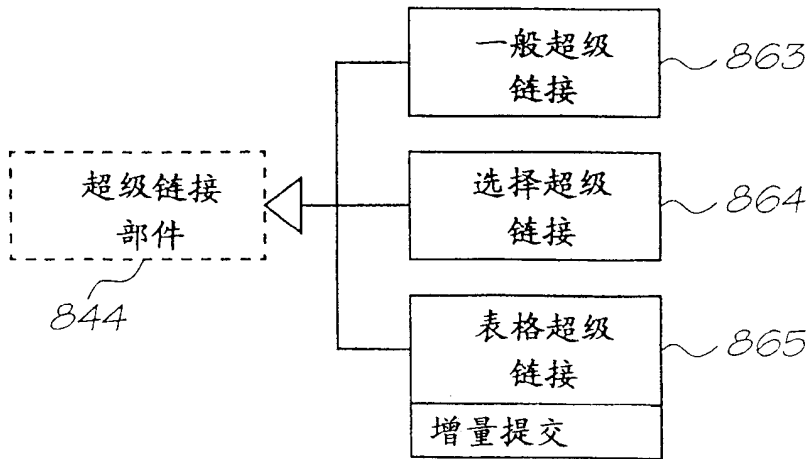 一般超级
链接
863
超级链接
部件
844
选择超级
链接
864
表格超级
链接
865
增量提交